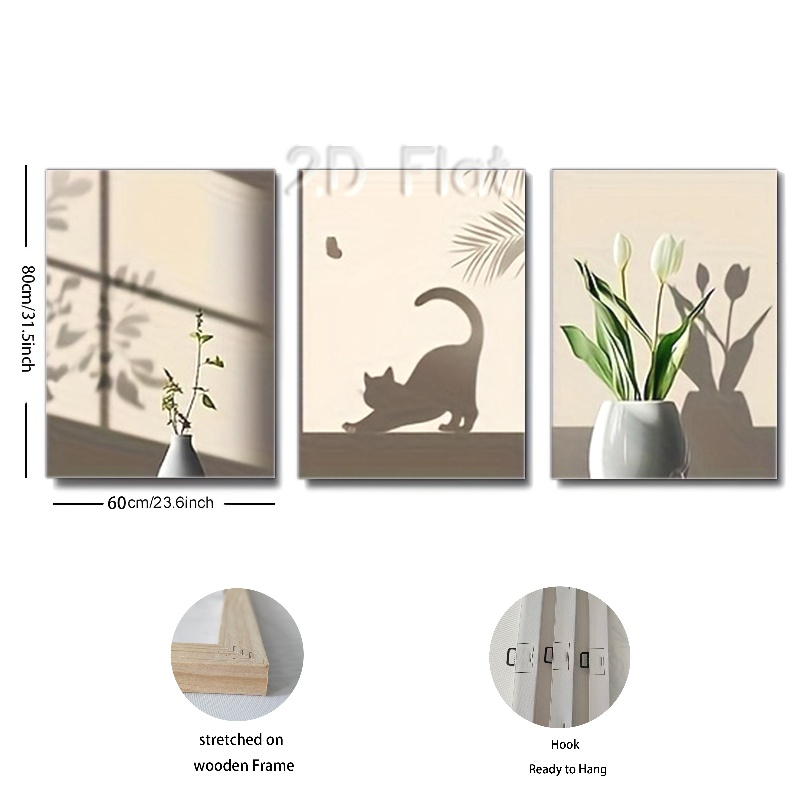 2D Flat
80cm/31.5inch
60cm/23.6inch
stretched on
wooden Frame
Hook
Ready to Hang